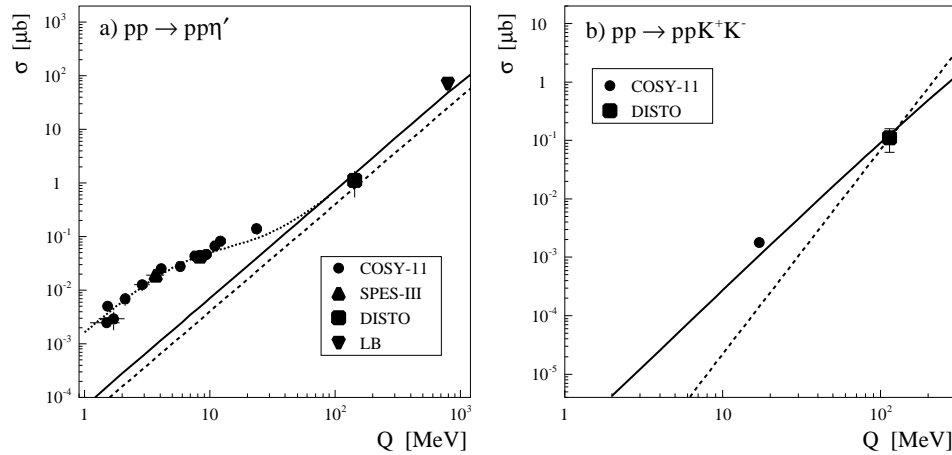 a) pp → ppη′
σ [μb]
10³
10²
10
1
10⁻¹
10⁻²
10⁻³
10⁻⁴
COSY-11
SPES-III
DISTO
LB
1
10
10²
10³
Q [MeV]
b) pp → ppK⁺K⁻
σ [μb]
10
1
10⁻¹
10⁻²
10⁻³
10⁻⁴
10⁻⁵
COSY-11
DISTO
1
10
10²
Q [MeV]